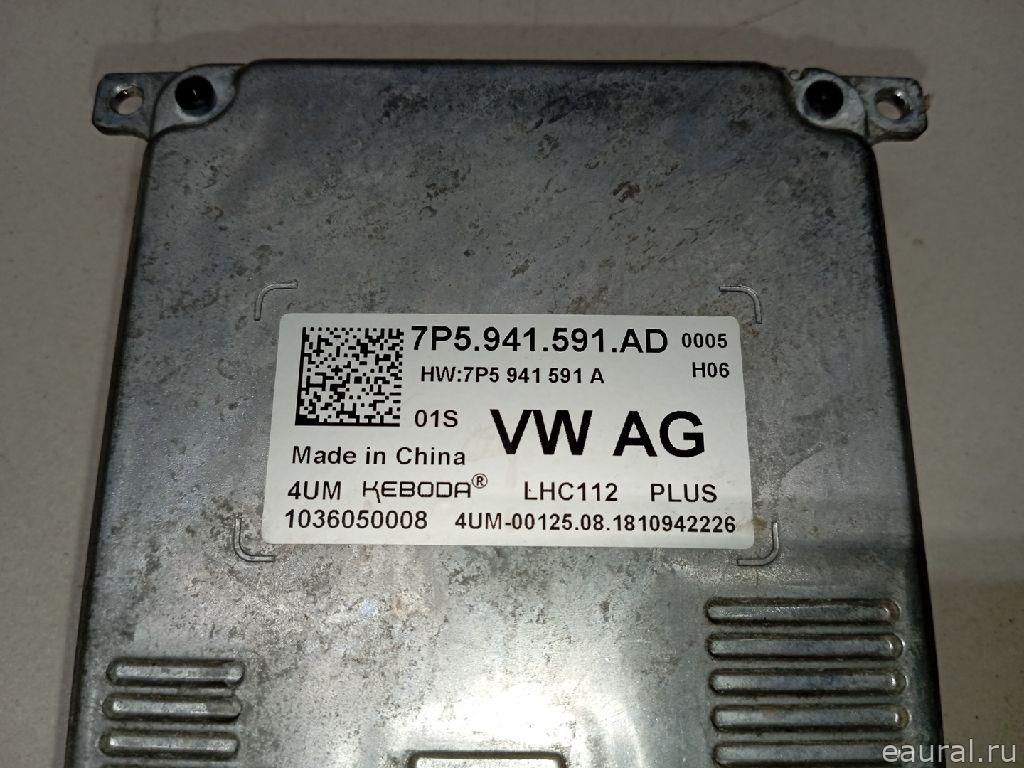 7P5.941.591.AD 0005
HW:7P5 941 591 A H06
01S VW AG
Made in China
4UM KEBODA® LHC112 PLUS
1036050008 4UM-00125.08.1810942226
eaural.ru